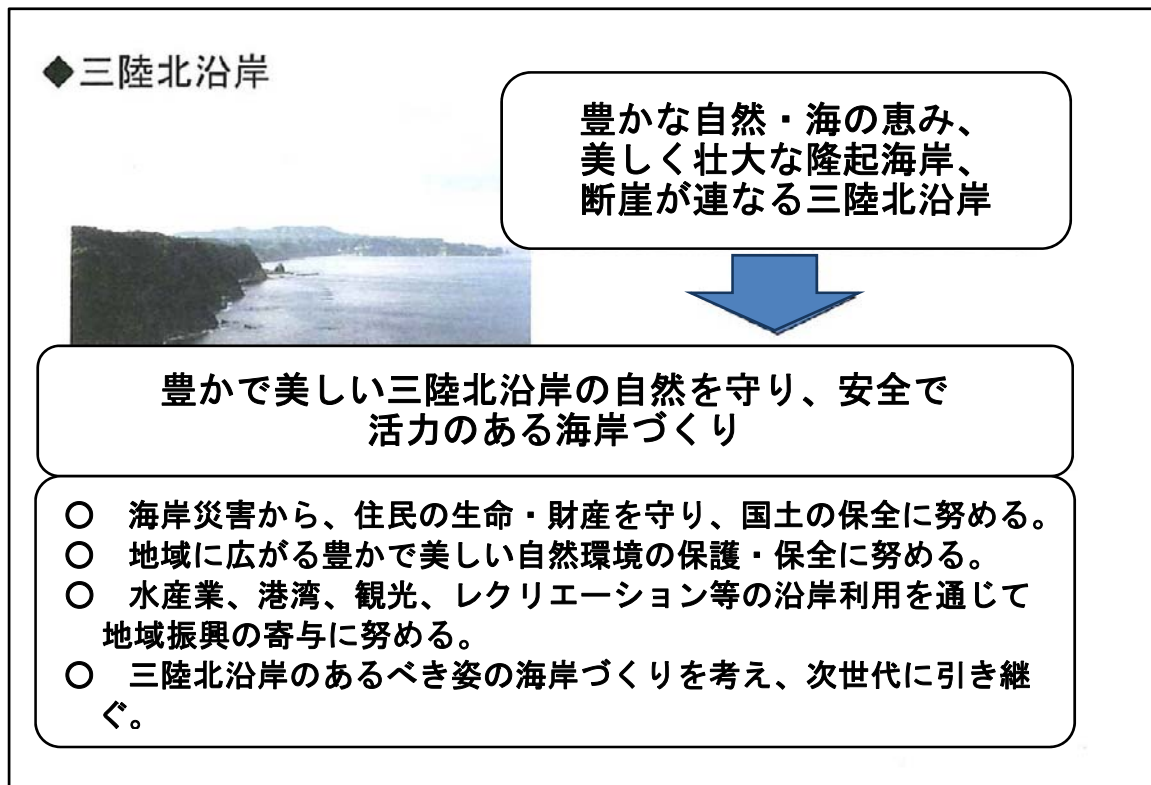 ◆三陸北沿岸
豊かな自然・海の恵み、
美しく壮大な隆起海岸、
断崖が連なる三陸北沿岸
豊かで美しい三陸北沿岸の自然を守り、安全で
活力のある海岸づくり
○　海岸災害から、住民の生命・財産を守り、国土の保全に努める。
○　地域に広がる豊かで美しい自然環境の保護・保全に努める。
○　水産業、港湾、観光、レクリエーション等の沿岸利用を通じて
地域振興の寄与に努める。
○　三陸北沿岸のあるべき姿の海岸づくりを考え、次世代に引き継
ぐ。